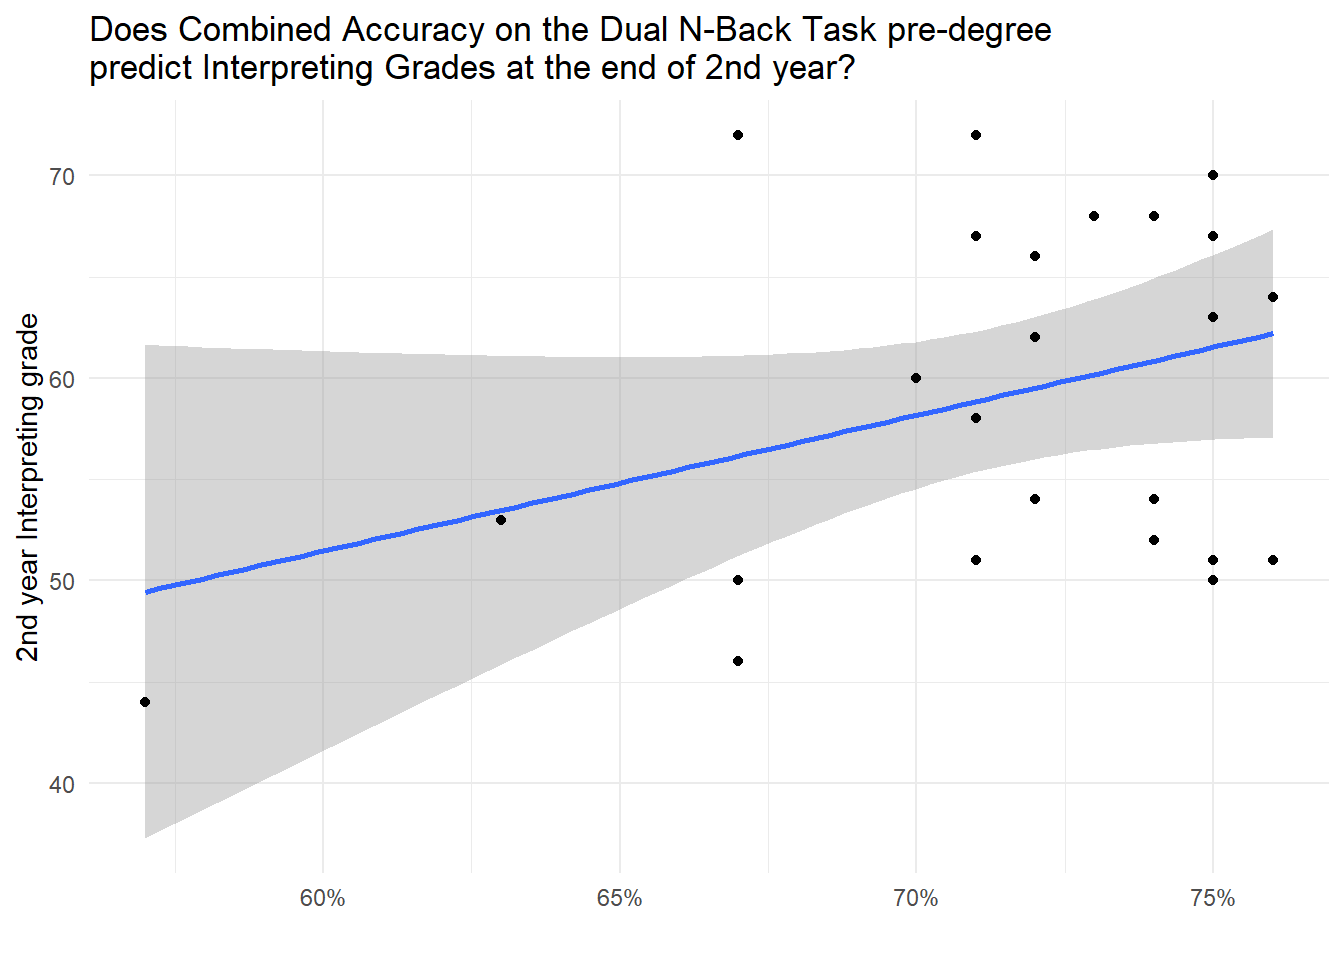 Does Combined Accuracy on the Dual N-Back Task pre-degree
predict Interpreting Grades at the end of 2nd year?
2nd year Interpreting grade
70
60
50
40
60%
65%
70%
75%